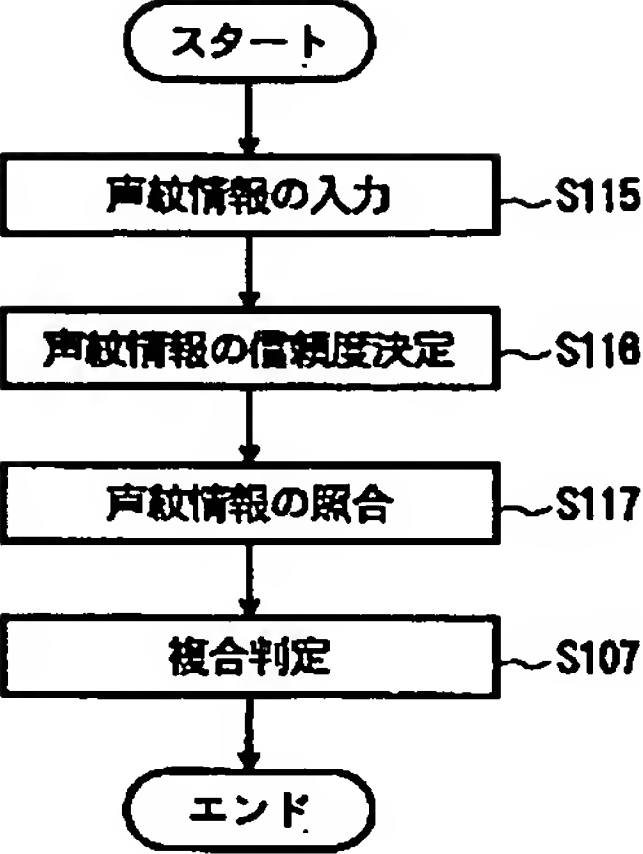 スタート
声紋情報の入力 S115
声紋情報の信頼度決定 S116
声紋情報の照合 S117
複合判定 S107
エンド